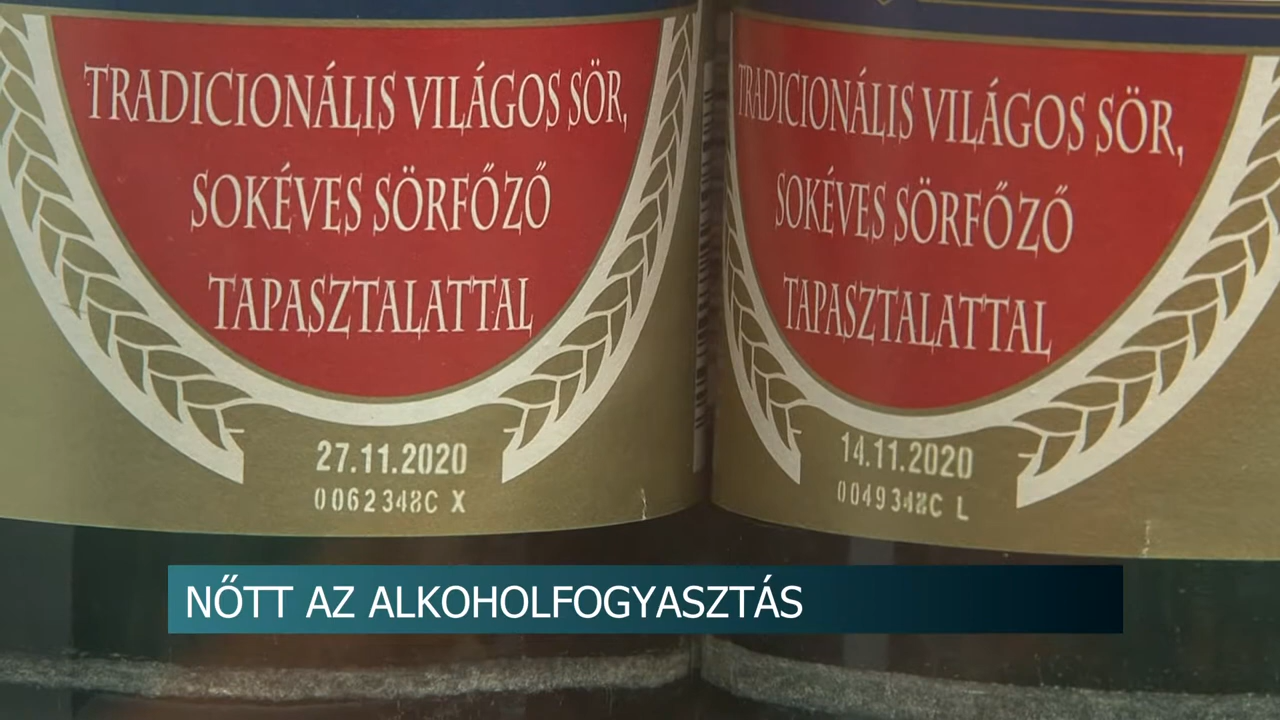 TRADICIONÁLIS VILÁGOS SÖR,
SOKÉVES SÖRFŐZŐ
TAPASZTALATTAL
27.11.2020
0062348C X
TRADICIONÁLIS VILÁGOS SÖR,
SOKÉVES SÖRFŐZŐ
TAPASZTALATTAL
14.11.2020
0049348C L
NŐTT AZ ALKOHOLFOGYASZTÁS